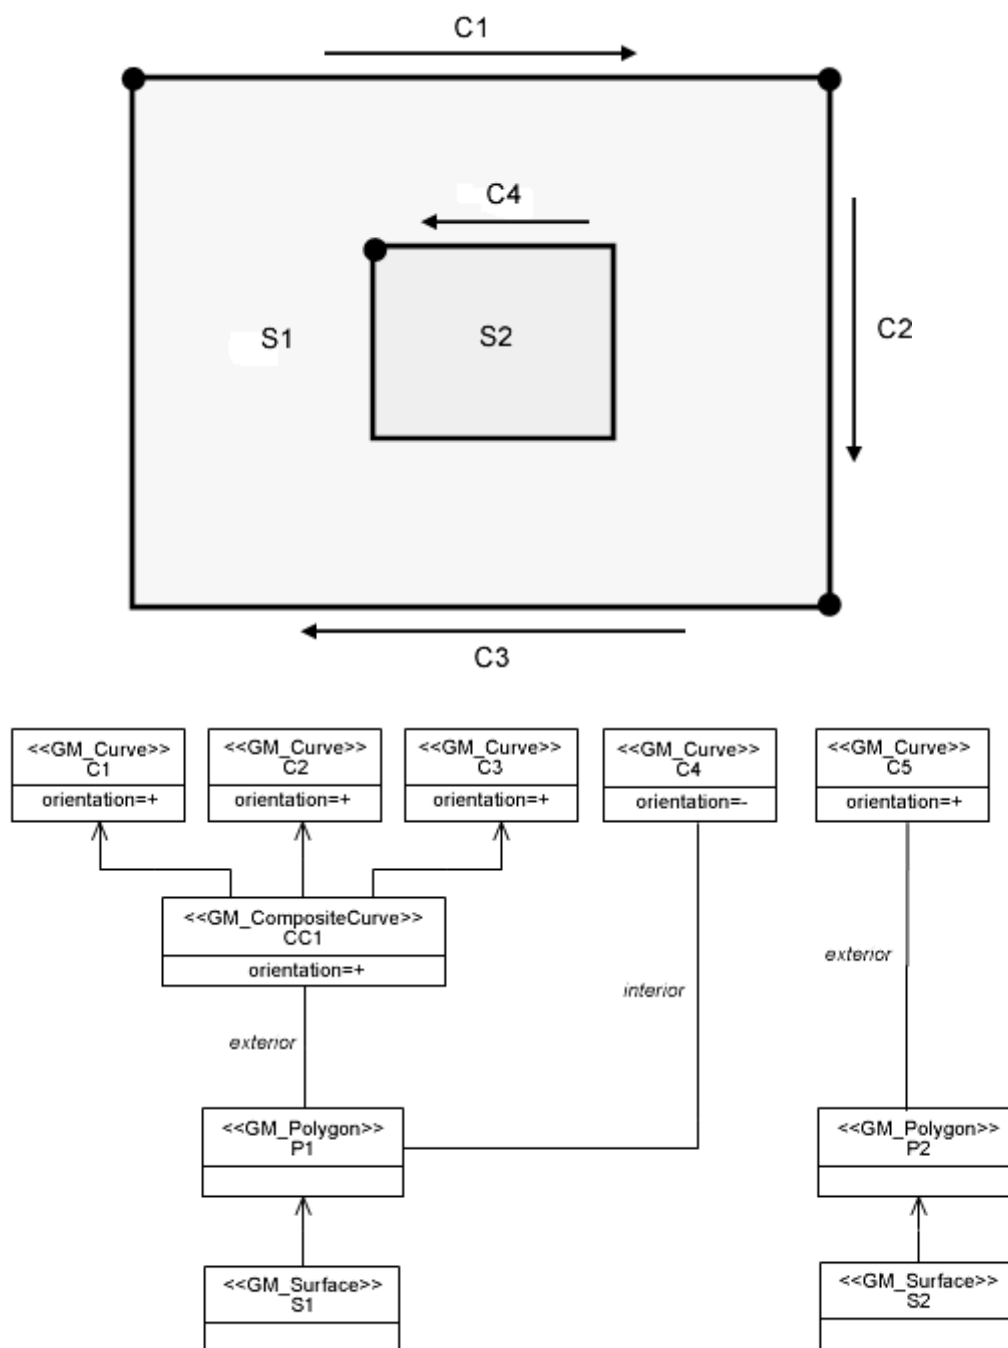 C1
C4
S1
S2
C2
C3
<<GM_Curve>>
C1
orientation=+
<<GM_Curve>>
C2
orientation=+
<<GM_Curve>>
C3
orientation=+
<<GM_Curve>>
C4
orientation=-
<<GM_Curve>>
C5
orientation=+
<<GM_CompositeCurve>>
CC1
orientation=+
exterior
interior
exterior
<<GM_Polygon>>
P1
<<GM_Polygon>>
P2
<<GM_Surface>>
S1
<<GM_Surface>>
S2